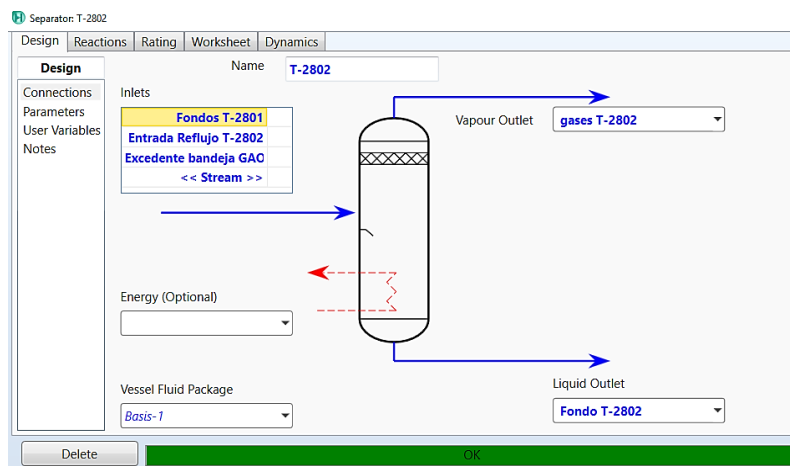 Separator: T-2802
Design Reactions Rating Worksheet Dynamics
Design
Connections
Parameters
User Variables
Notes
Name T-2802
Inlets
Fondos T-2801
Entrada Reflujo T-2802
Excedente bandeja GAO
<< Stream >>
Vapour Outlet gases T-2802
Energy (Optional)
Vessel Fluid Package
Basis-1
Liquid Outlet
Fondo T-2802
Delete OK